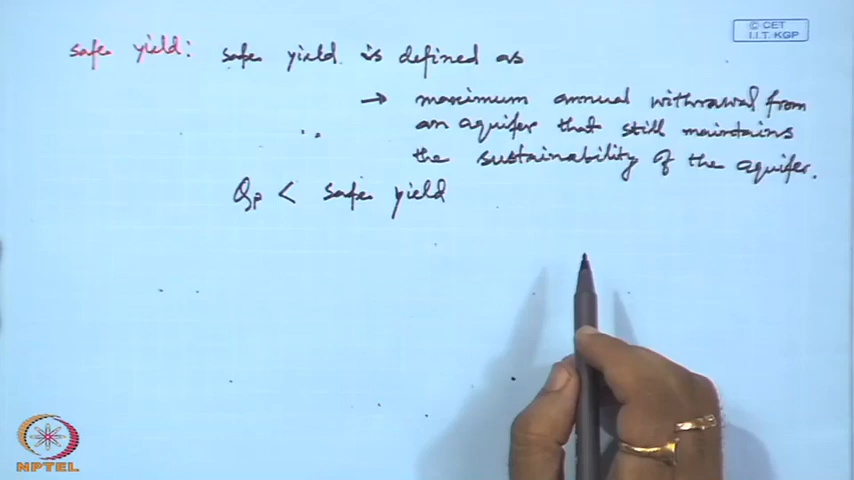 © CET
I.I.T. KGP
safe yield: safe yield is defined as
→ maximum annual withrawal from
an aquifer that still maintains
the sustainability of the aquifer.
Qp < safe yield
NPTEL